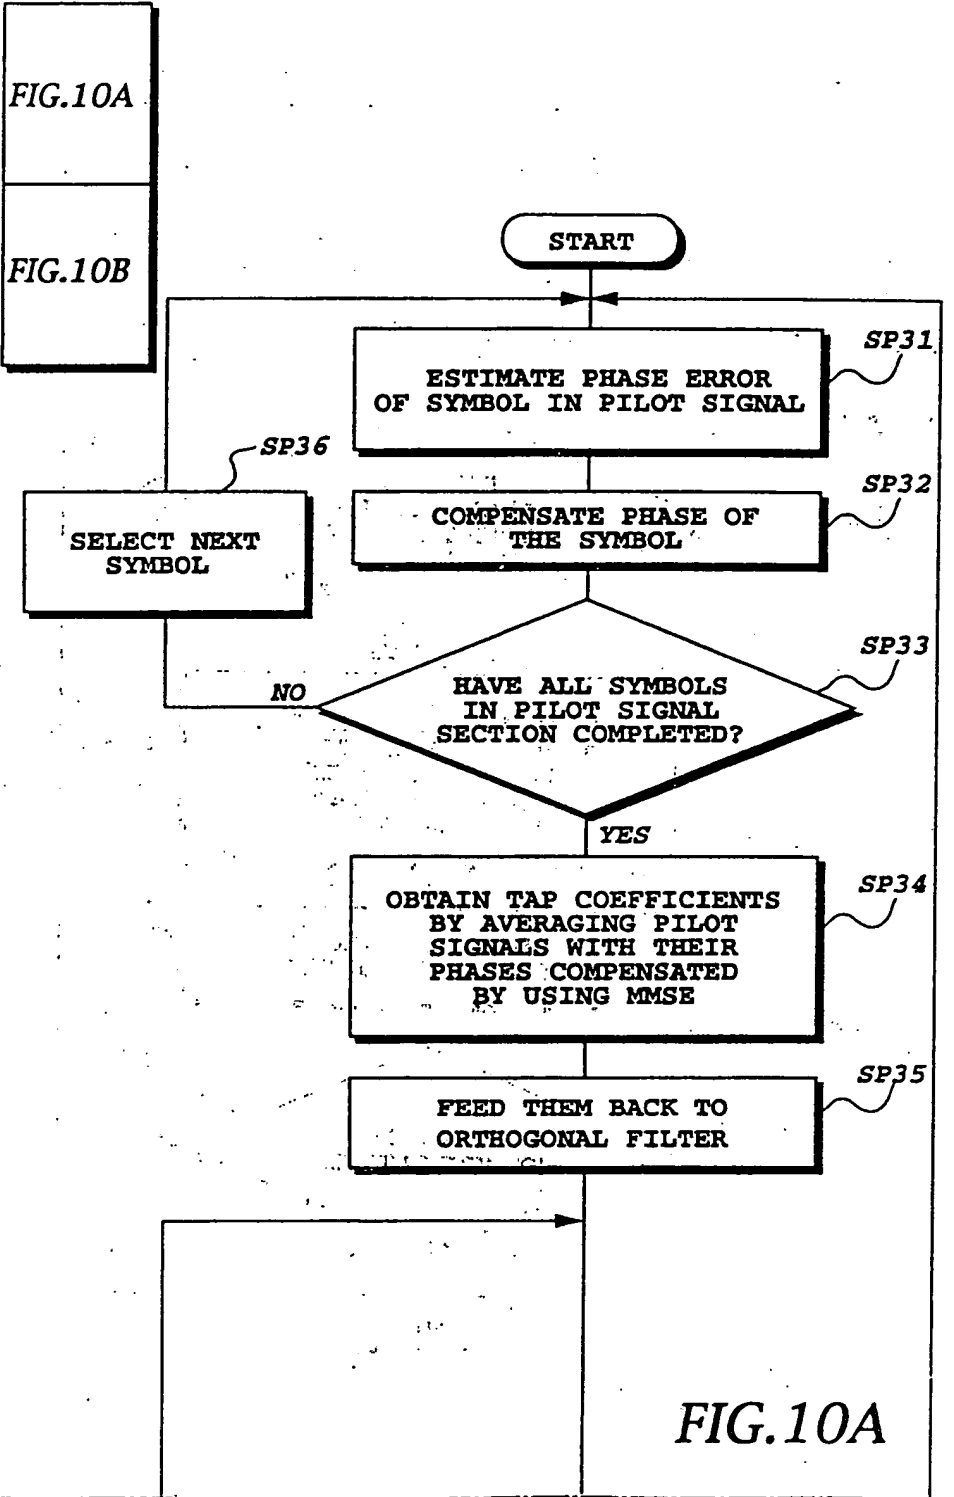 FIG.10A
FIG.10B
START
SP31
ESTIMATE PHASE ERROR
OF SYMBOL IN PILOT SIGNAL
SP36
SP32
COMPENSATE PHASE OF
THE SYMBOL
SELECT NEXT
SYMBOL
SP33
HAVE ALL SYMBOLS
IN PILOT SIGNAL
SECTION COMPLETED?
NO
YES
SP34
OBTAIN TAP COEFFICIENTS
BY AVERAGING PILOT
SIGNALS WITH THEIR
PHASES COMPENSATED
BY USING MMSE
SP35
FEED THEM BACK TO
ORTHOGONAL FILTER
FIG.10A